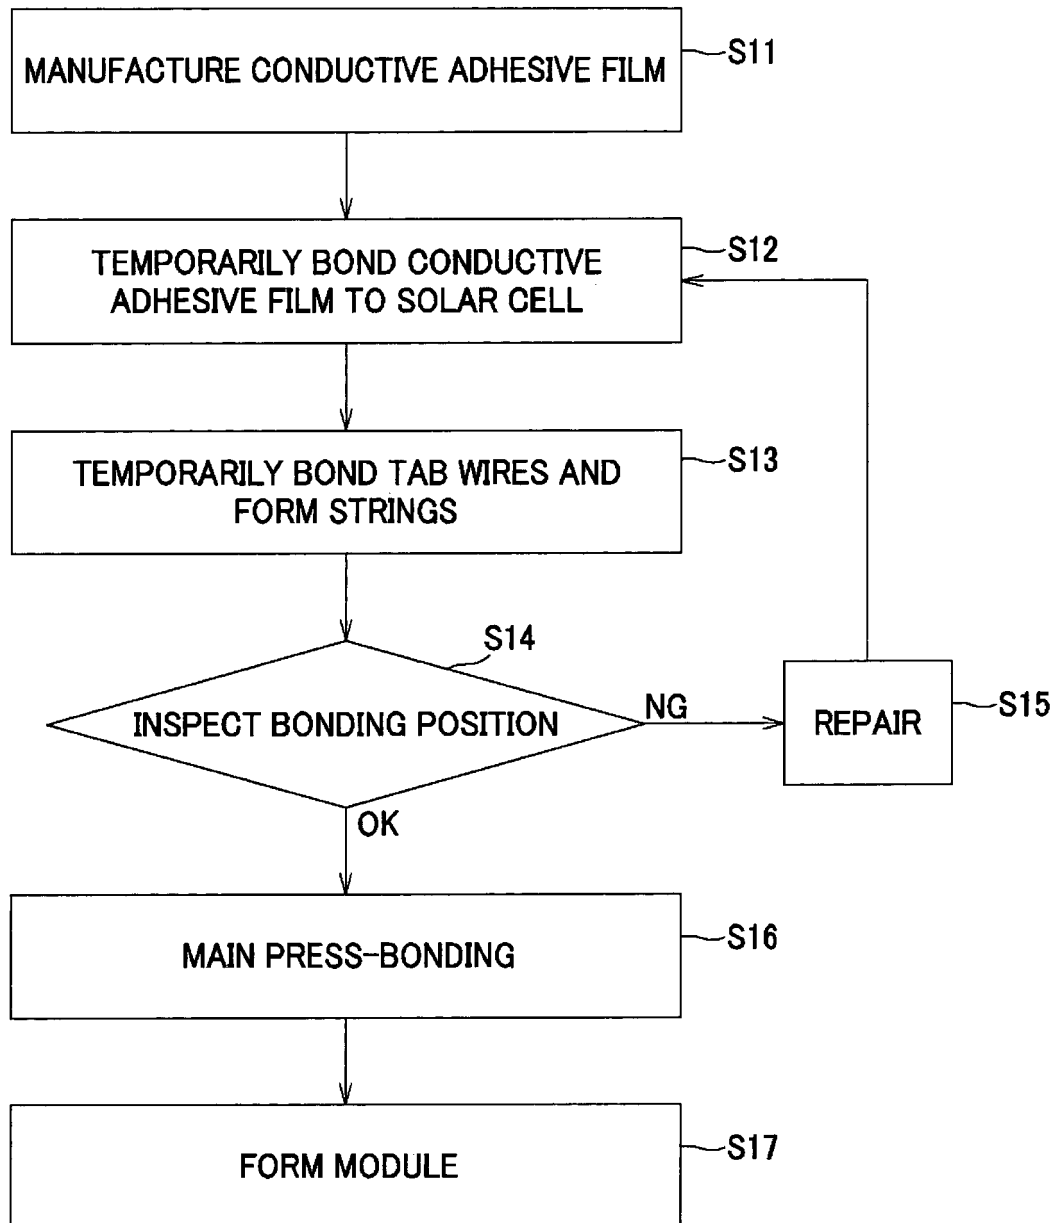 MANUFACTURE CONDUCTIVE ADHESIVE FILM
S11
TEMPORARILY BOND CONDUCTIVE
ADHESIVE FILM TO SOLAR CELL
S12
TEMPORARILY BOND TAB WIRES AND
FORM STRINGS
S13
S14
INSPECT BONDING POSITION
NG
REPAIR
S15
OK
MAIN PRESS-BONDING
S16
FORM MODULE
S17